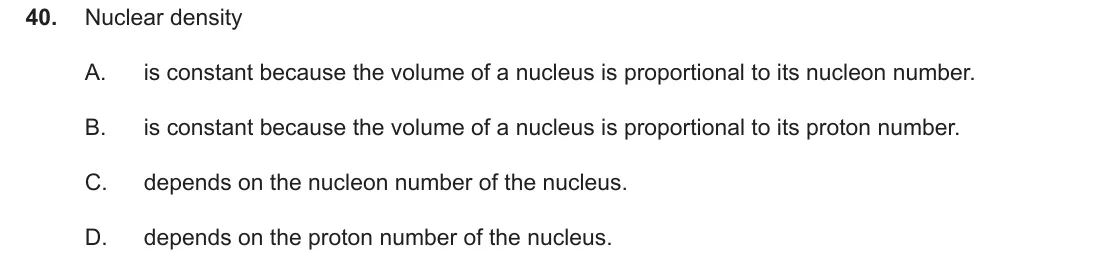 40. Nuclear density
A. is constant because the volume of a nucleus is proportional to its nucleon number.
B. is constant because the volume of a nucleus is proportional to its proton number.
C. depends on the nucleon number of the nucleus.
D. depends on the proton number of the nucleus.